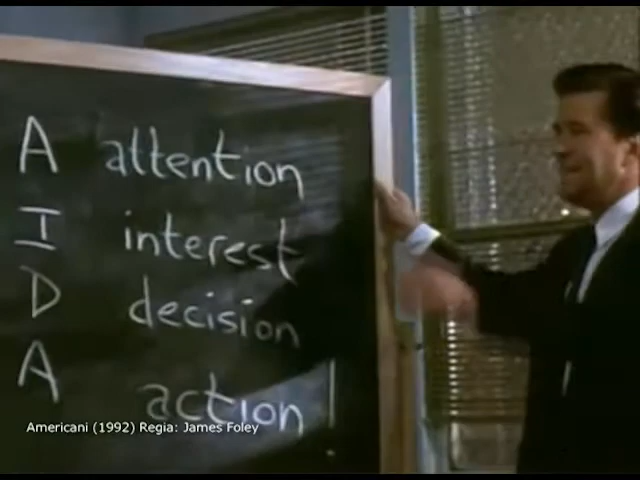 A attention
I interest
D decision
A action!
Americani (1992) Regia: James Foley